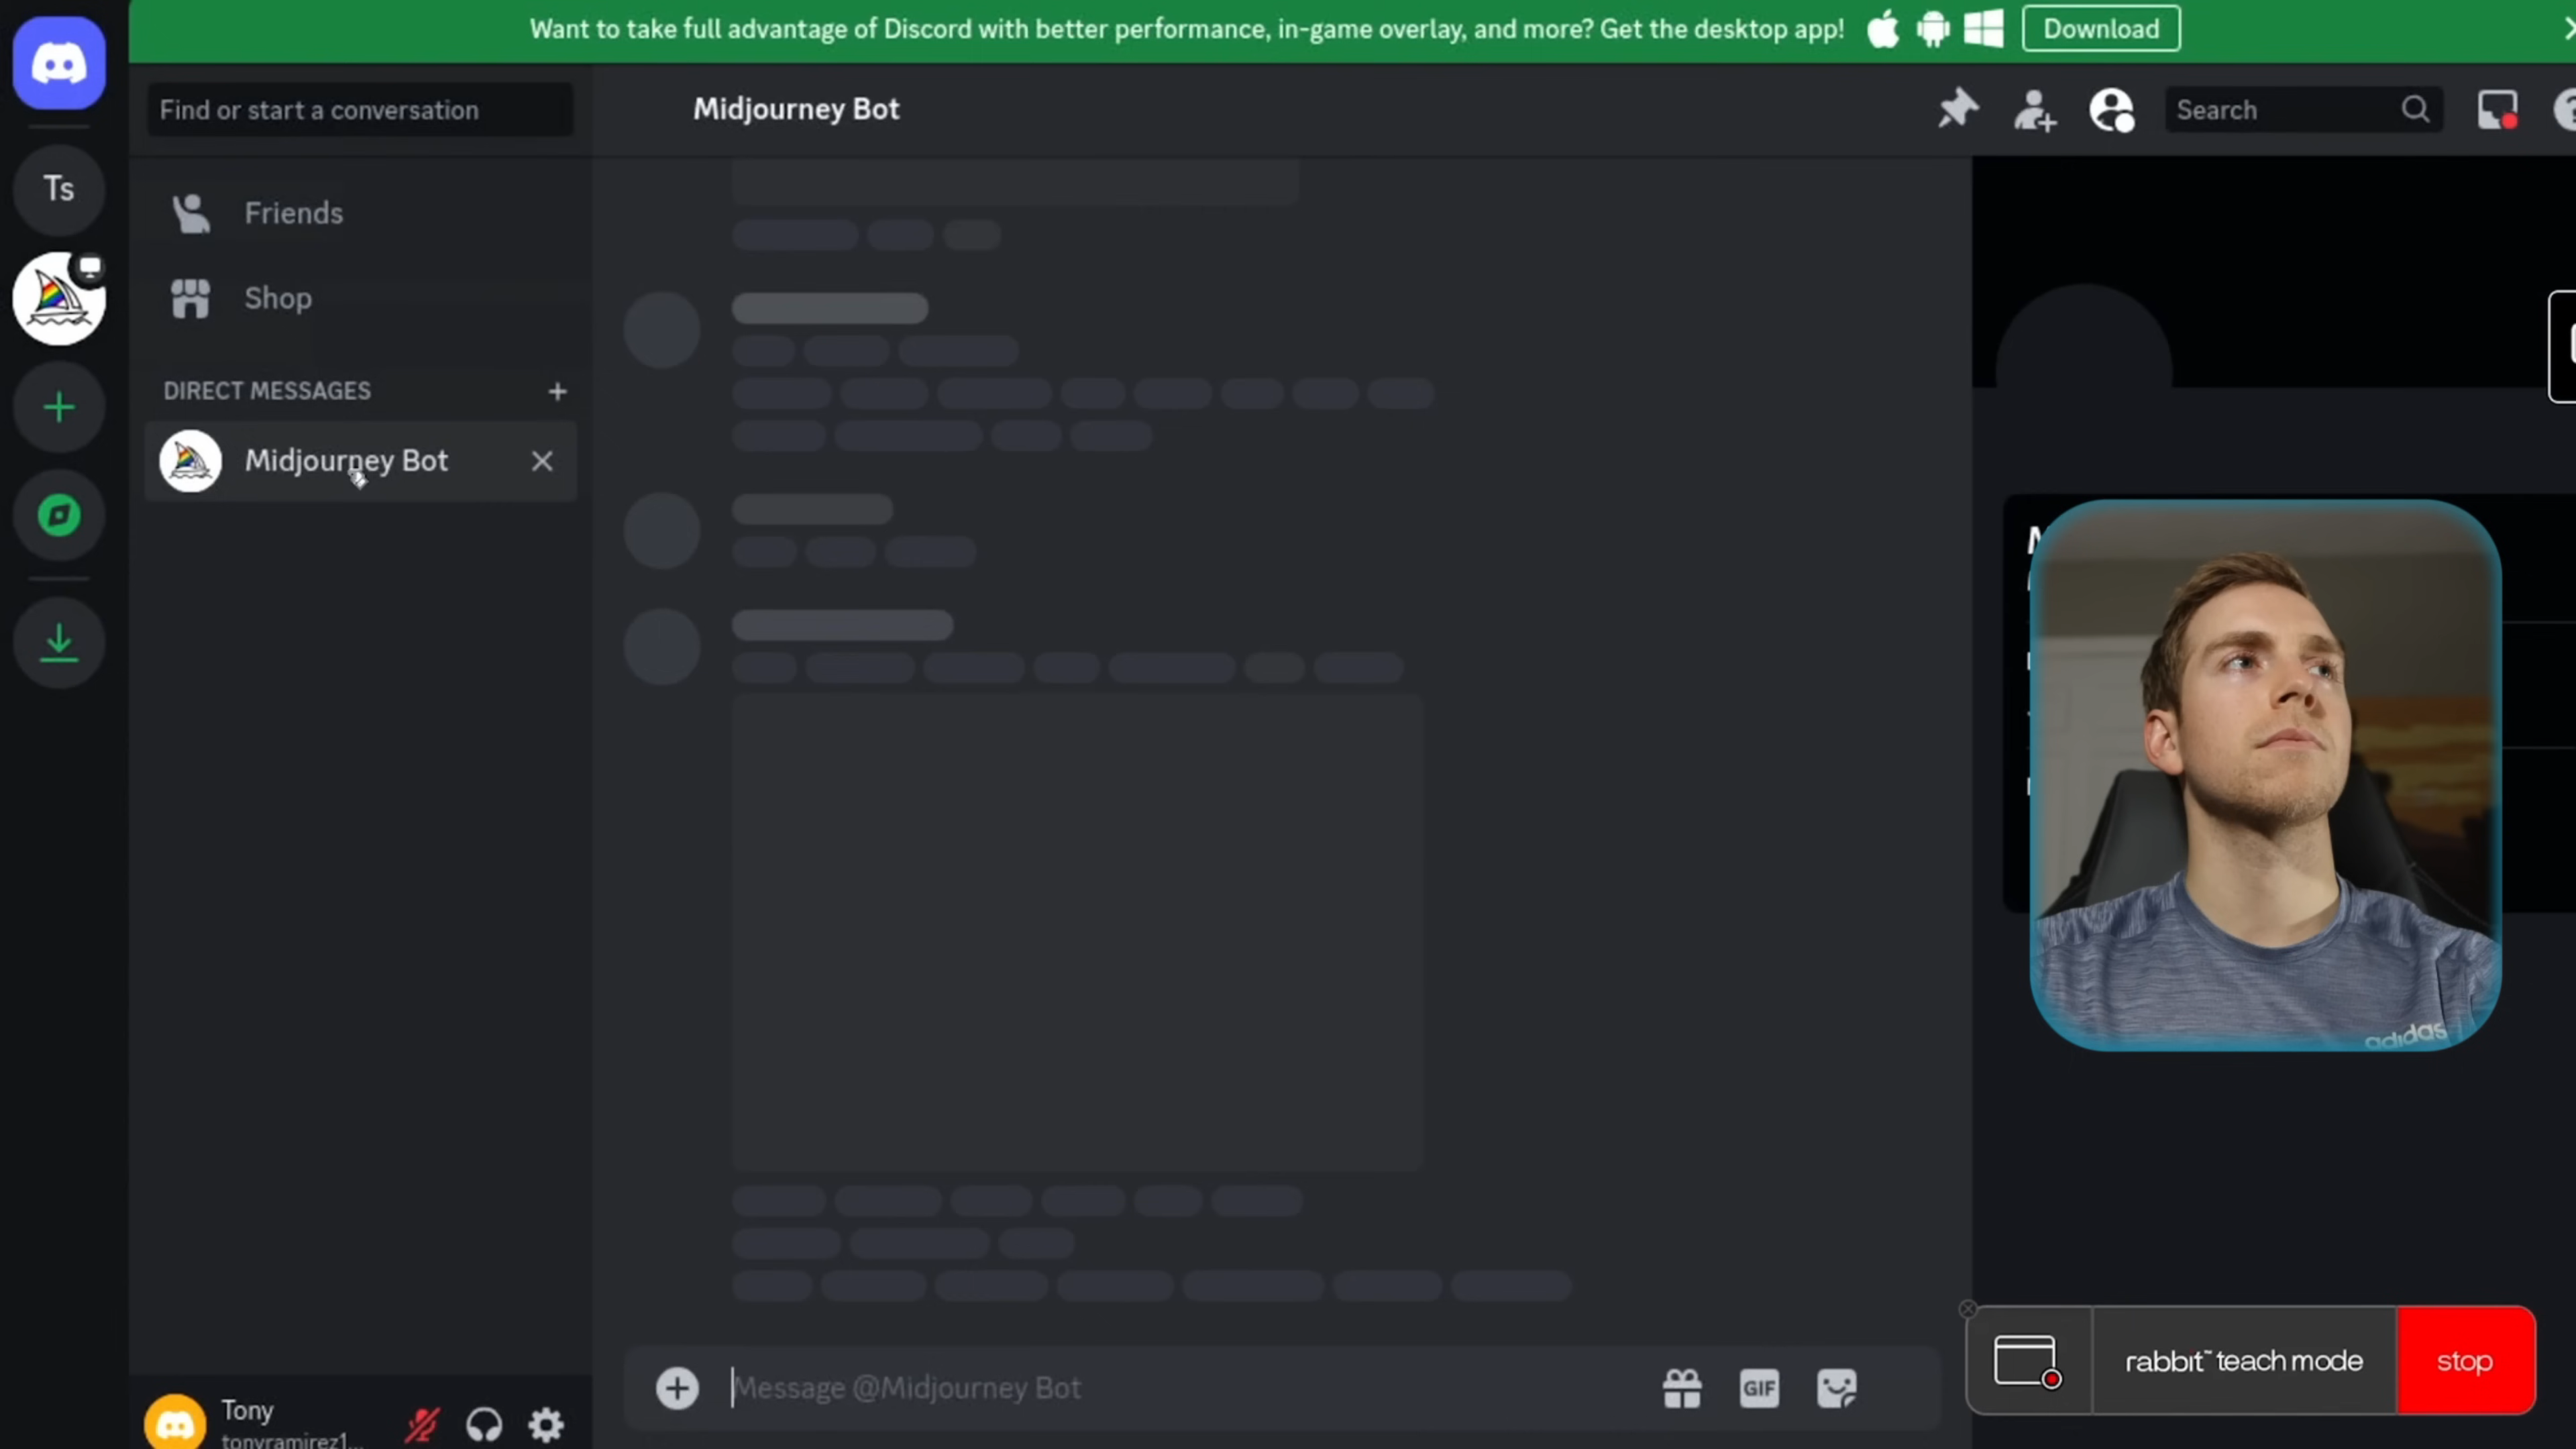 Want to take full advantage of Discord with better performance, in-game overlay, and more? Get the desktop app!
Download
Find or start a conversation
Midjourney Bot
Search
Ts
Friends
Shop
DIRECT MESSAGES
Midjourney Bot
adidas
Message @Midjourney Bot
GIF
rabbit™ teach mode
stop
Tony
tonyramirez1...